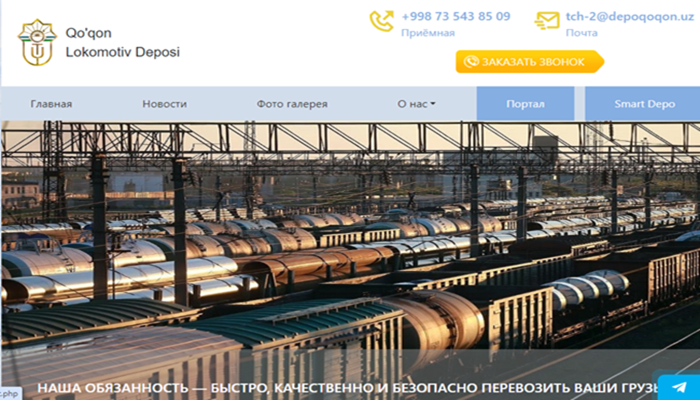 Qo'qon
Lokomotiv Deposi
+998 73 543 85 09
Приёмная
tch-2@depoqoqon.uz
Почта
ЗАКАЗАТЬ ЗВОНОК
Главная
Новости
Фото галерея
О нас
Портал
Smart Depo
НАША ОБЯЗАННОСТЬ — БЫСТРО, КАЧЕСТВЕННО И БЕЗОПАСНО ПЕРЕВОЗИТЬ ВАШИ
.php